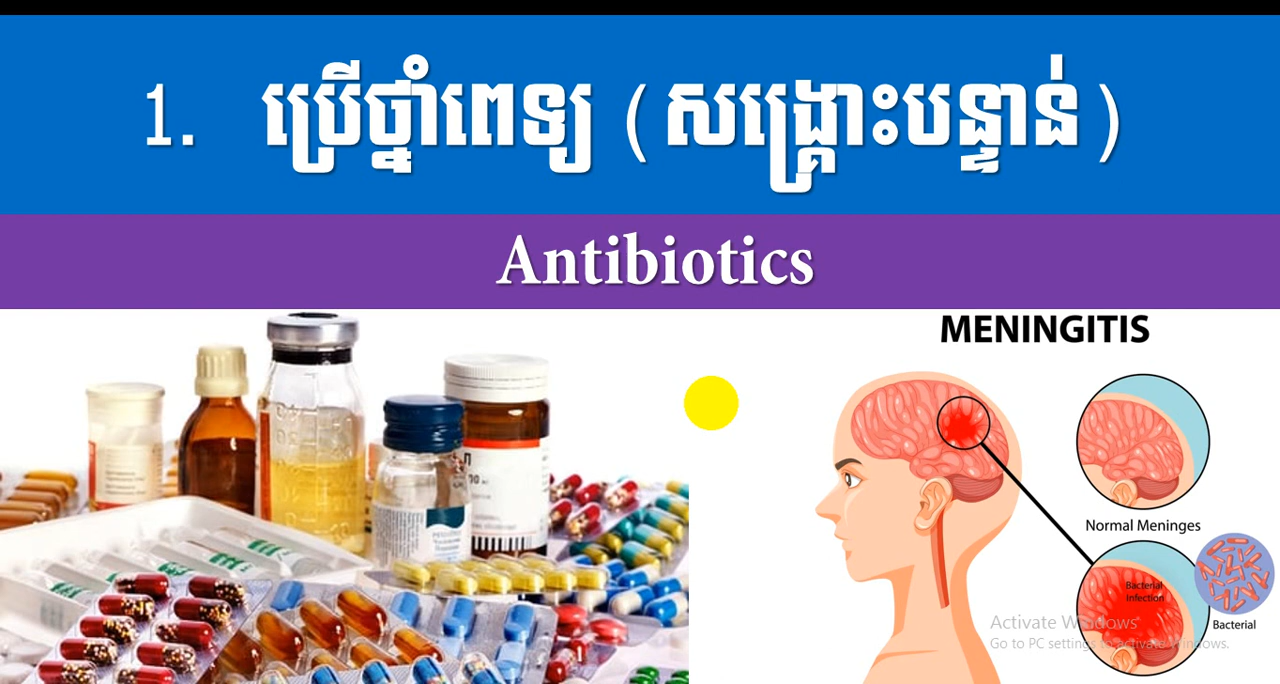 1. ប្រើថ្នាំពេទ្យ (សង្គ្រោះបន្ទាន់)
Antibiotics
MENINGITIS
Normal Meninges
Bacterial
Infection
Bacterial
Activate Windows
Go to PC settings to activate Windows.